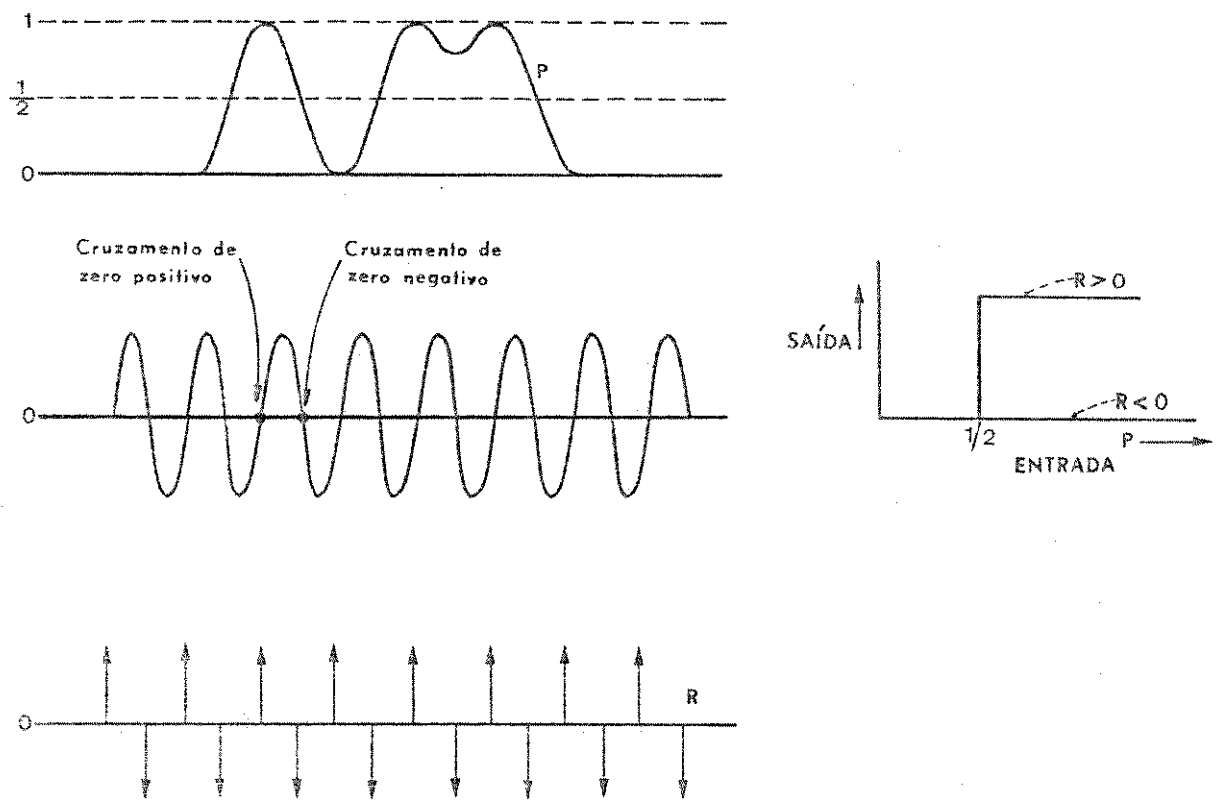 1
P
1/2
0
Cruzamento de
zero positivo
Cruzamento de
zero negativo
0
R>0
SAÍDA
R<0
1/2
P
ENTRADA
R
0